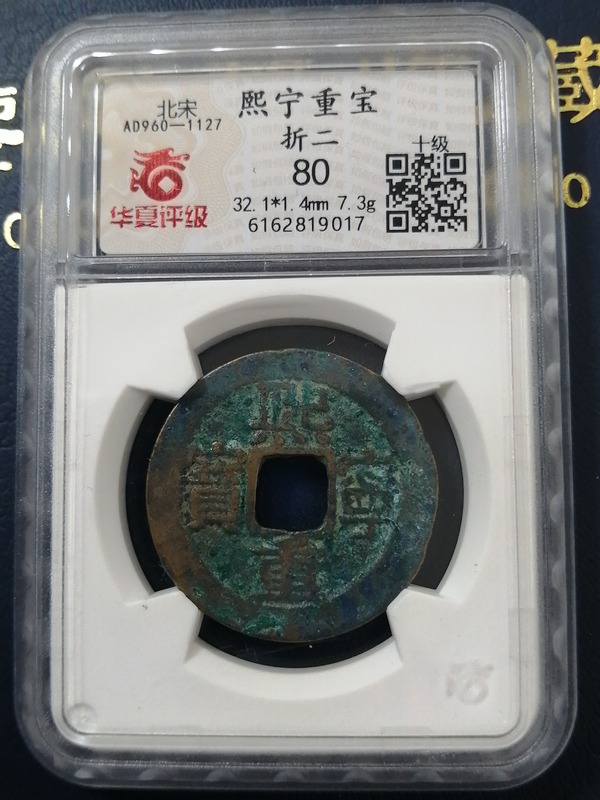 北宋
AD960—1127
华夏评级
熙宁重宝
折二
80
32.1*1.4mm 7.3g
6162819017
十级
熙寧重寶
藏